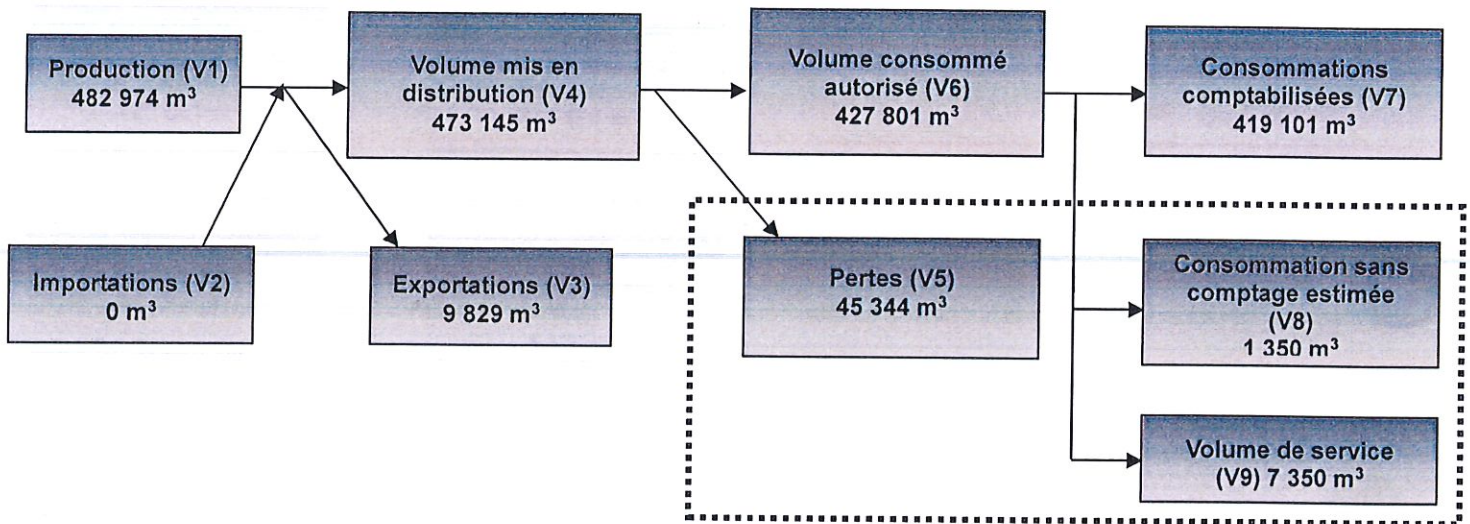 Production (V1)
482 974 m³
Volume mis en
distribution (V4)
473 145 m³
Volume consommé
autorisé (V6)
427 801 m³
Consommations
comptabilisées (V7)
419 101 m³
Importations (V2)
0 m³
Exportations (V3)
9 829 m³
Pertes (V5)
45 344 m³
Consommation sans
comptage estimée
(V8)
1 350 m³
Volume de service
(V9) 7 350 m³